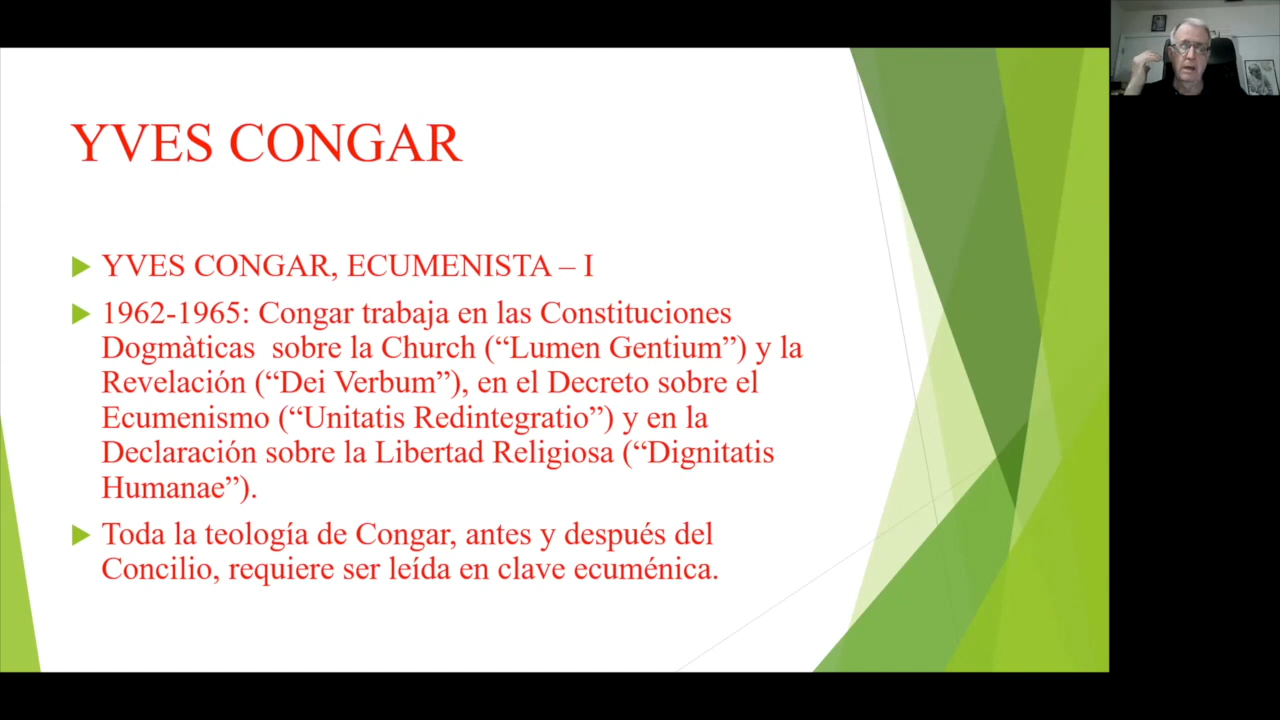 YVES CONGAR
YVES CONGAR, ECUMENISTA – I
1962-1965: Congar trabaja en las Constituciones
Dogmàticas sobre la Church (“Lumen Gentium”) y la
Revelación (“Dei Verbum”), en el Decreto sobre el
Ecumenismo (“Unitatis Redintegratio”) y en la
Declaración sobre la Libertad Religiosa (“Dignitatis
Humanae”).
Toda la teología de Congar, antes y después del
Concilio, requiere ser leída en clave ecuménica.